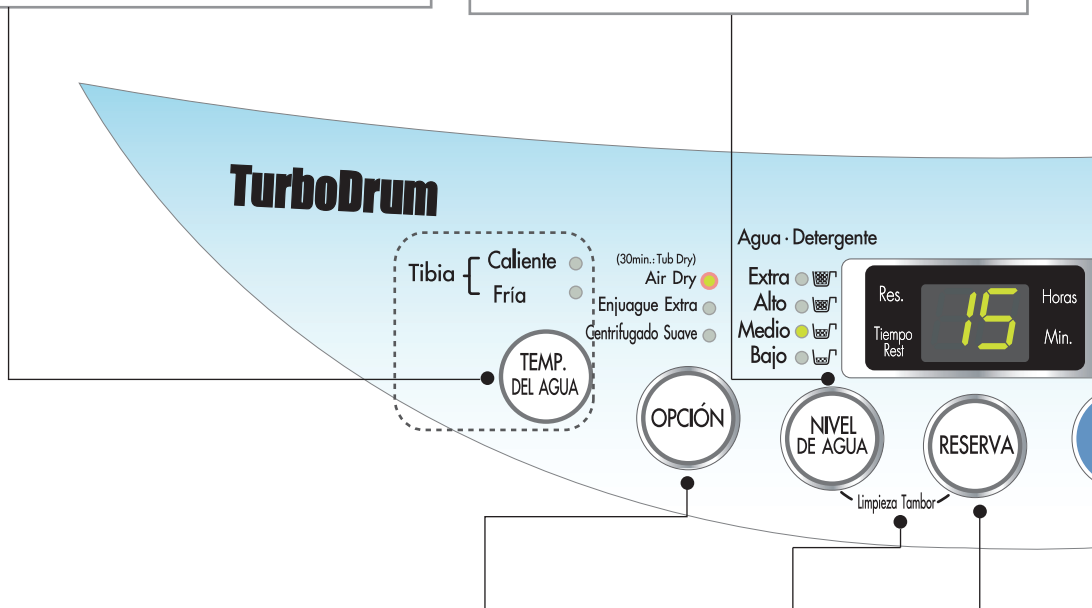 TurboDrum
Tibia
Caliente
Fría
TEMP.
DEL AGUA
(30min.: Tub Dry)
Air Dry
Enjuague Extra
Centrifugado Suave
OPCIÓN
Agua · Detergente
Extra
Alto
Medio
Bajo
NIVEL
DE AGUA
Res.
Tiempo
Rest
15
Horas
Min.
RESERVA
Limpieza Tambor